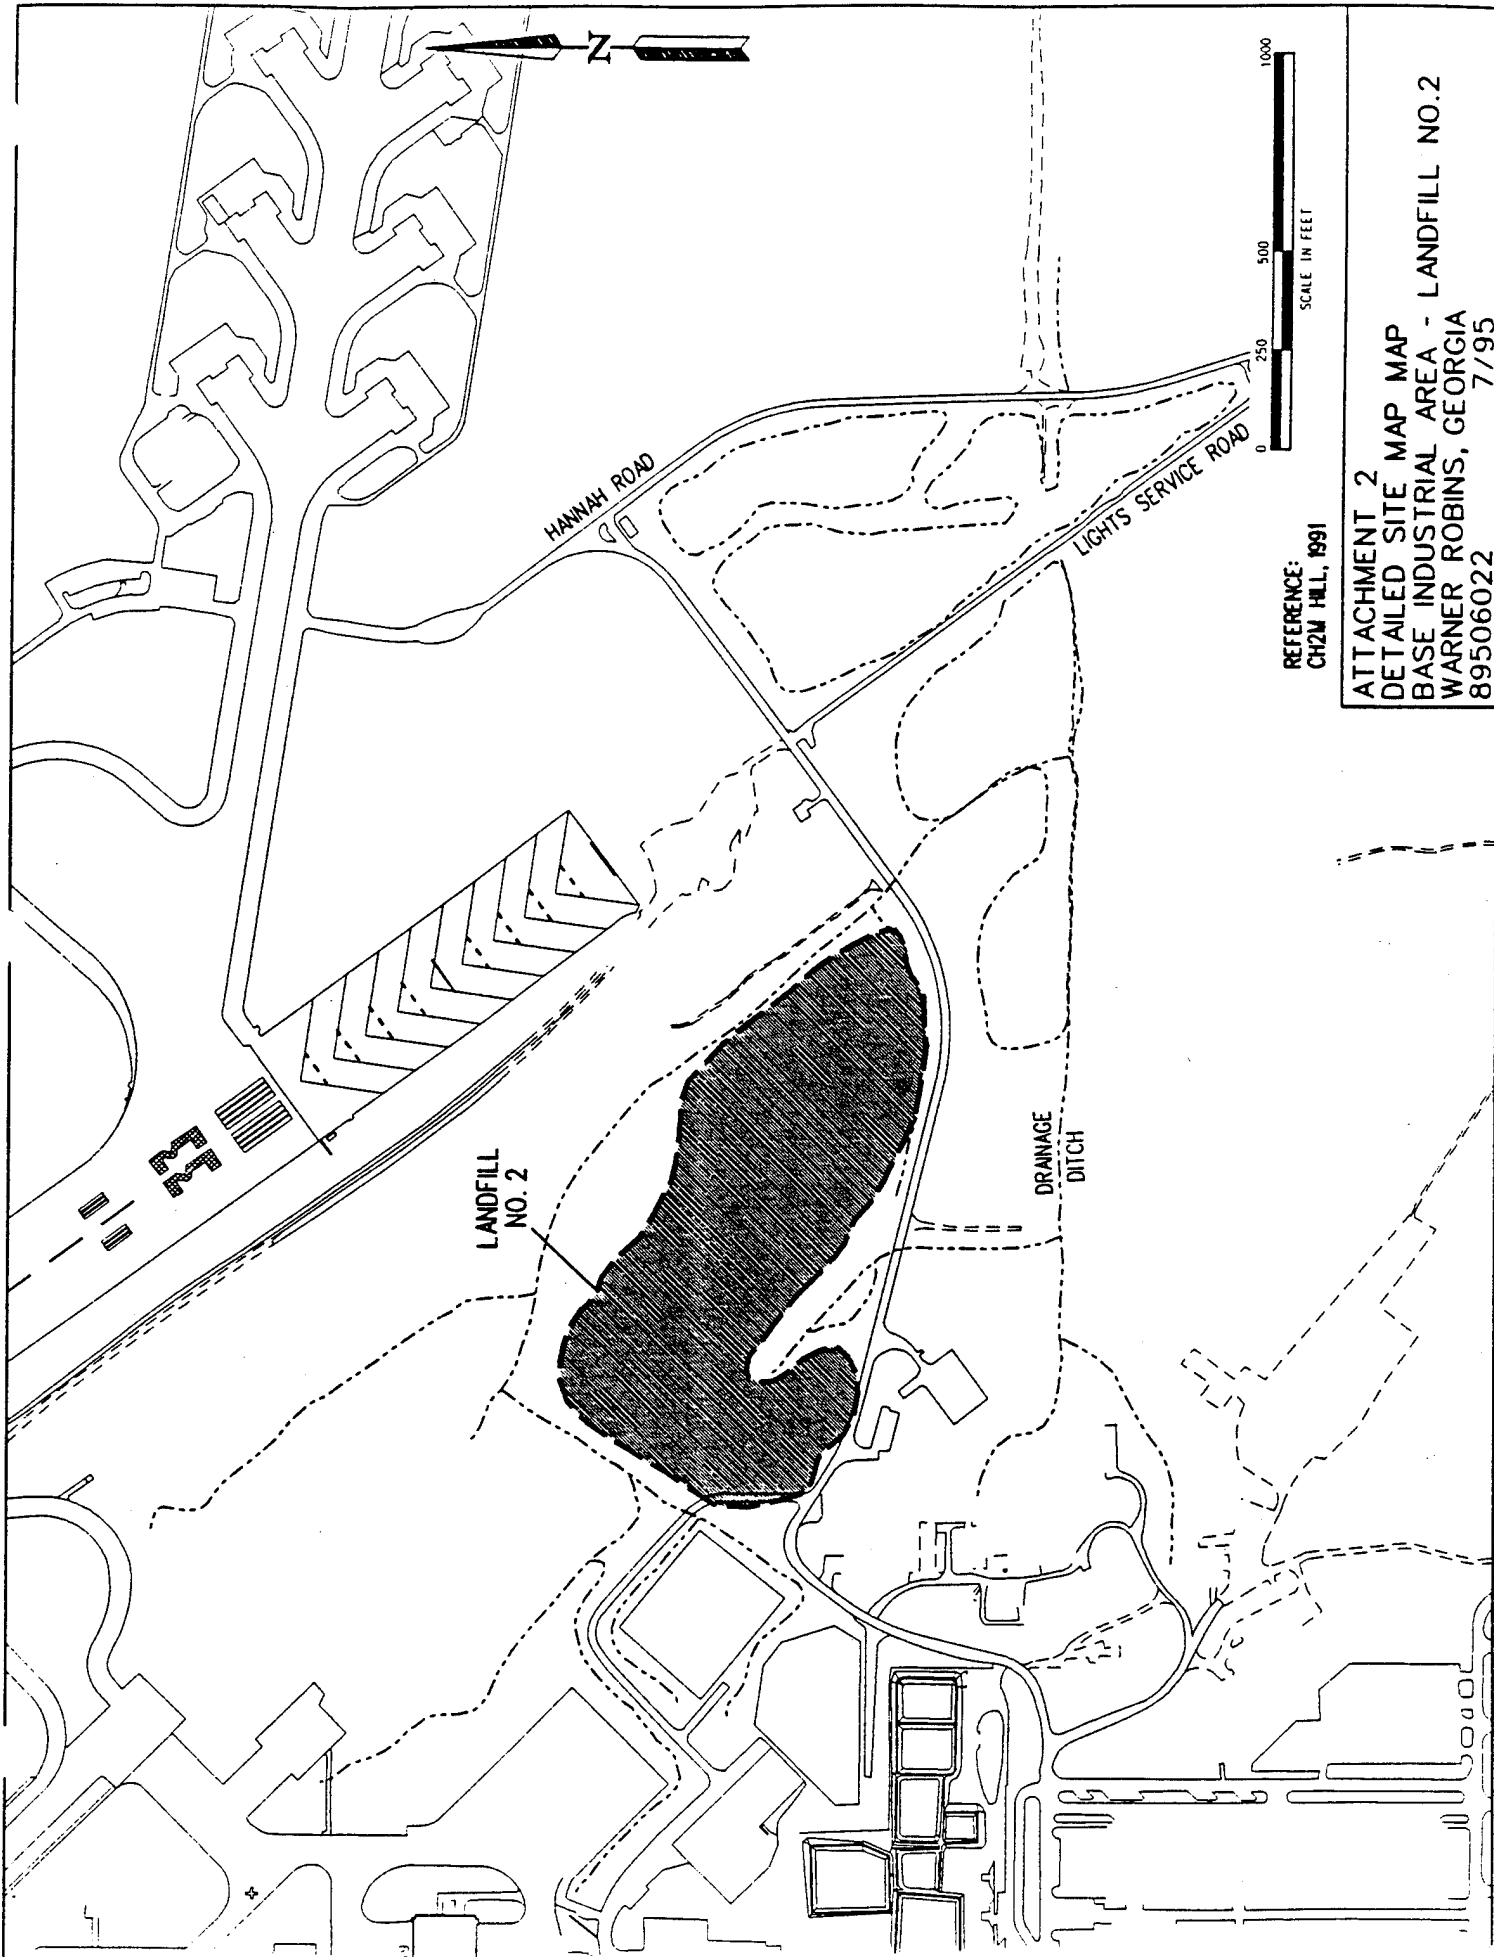 N
HANNAH ROAD
LIGHTS SERVICE ROAD
LANDFILL
NO. 2
DRAINAGE
DITCH
0 250 500 1000
SCALE IN FEET
REFERENCE:
CH2M HILL, 1991
ATTACHMENT 2
DETAILED SITE MAP MAP
BASE INDUSTRIAL AREA - LANDFILL NO.2
WARNER ROBINS, GEORGIA
89506022 7/95